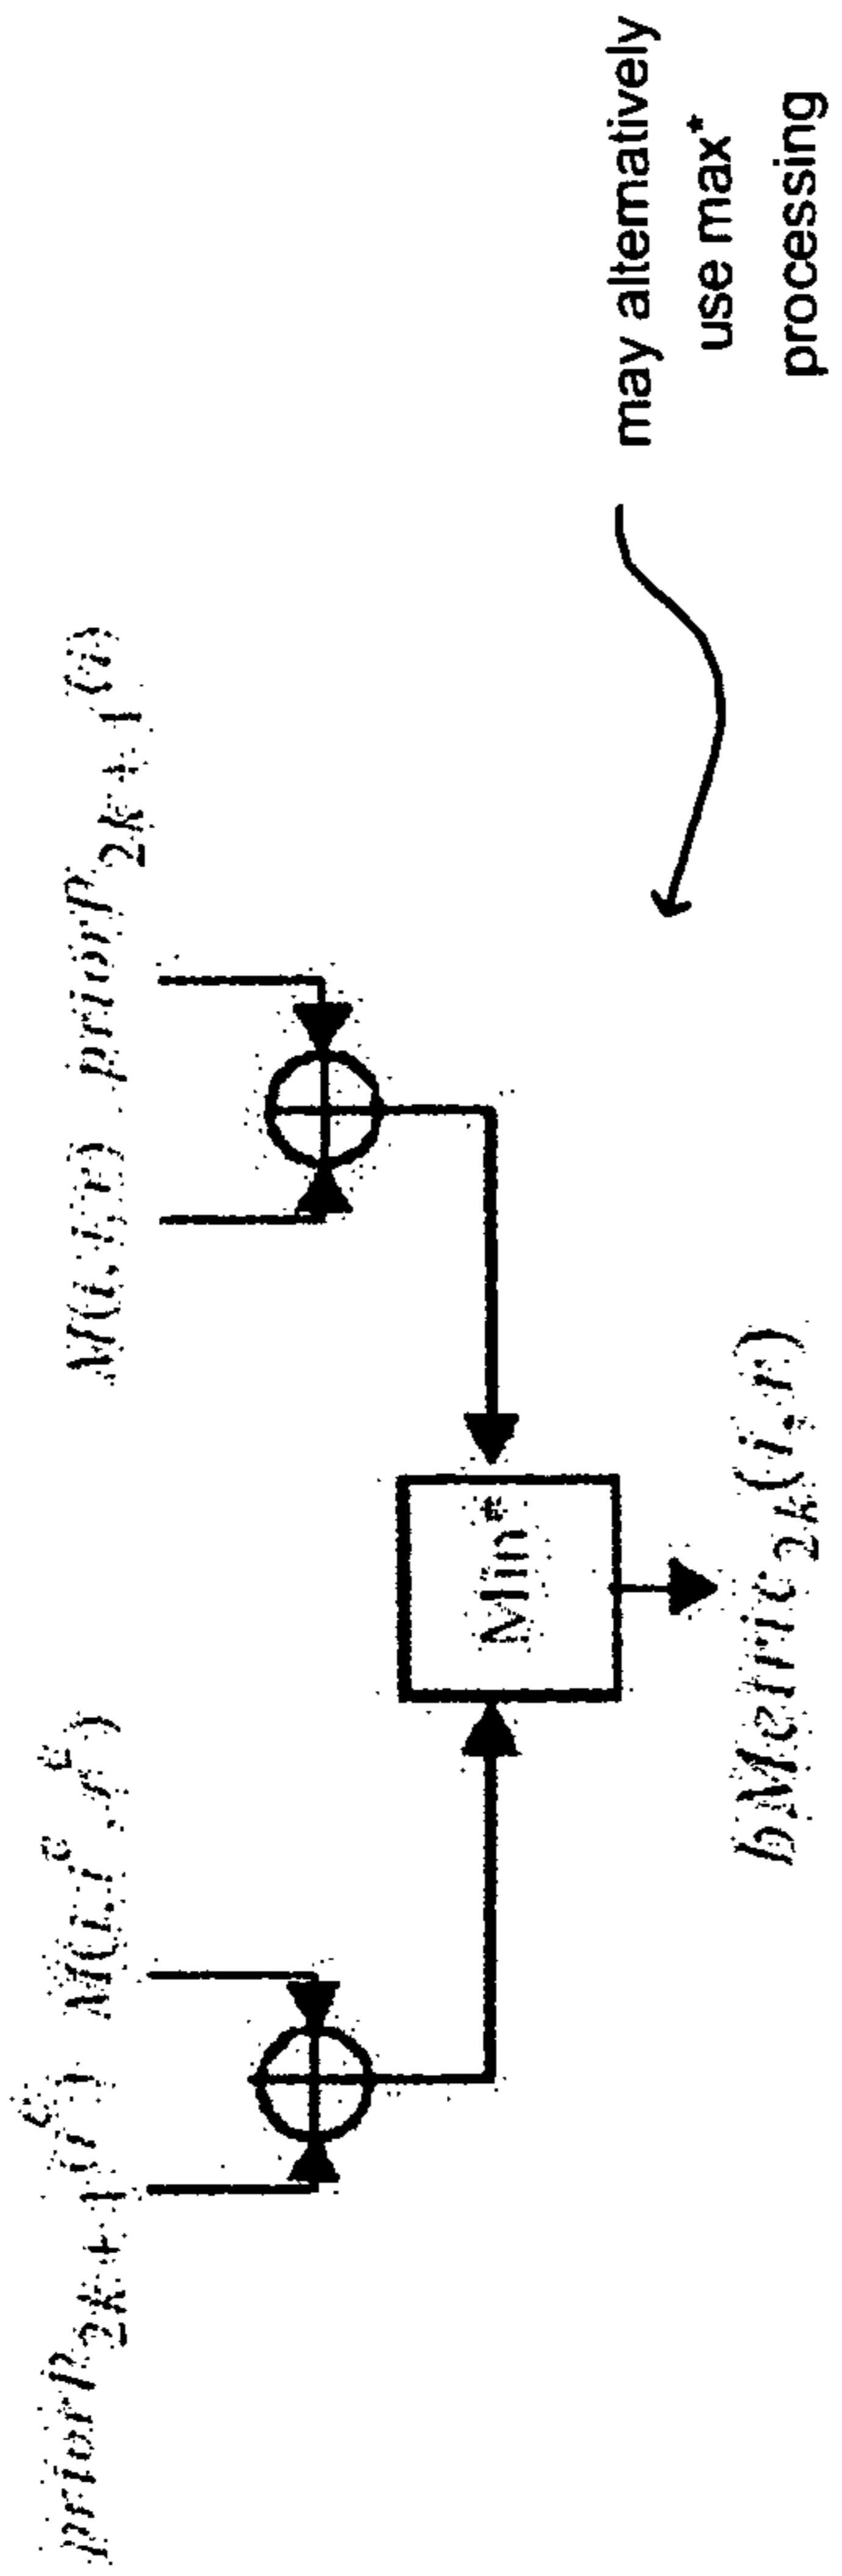 priorP2k+1(i^e) M(i,i^e,r^e)
M(i,i,r) priorP2k+1(i)
Min*
bMetric2k(i,r)
may alternatively
use max*
processing